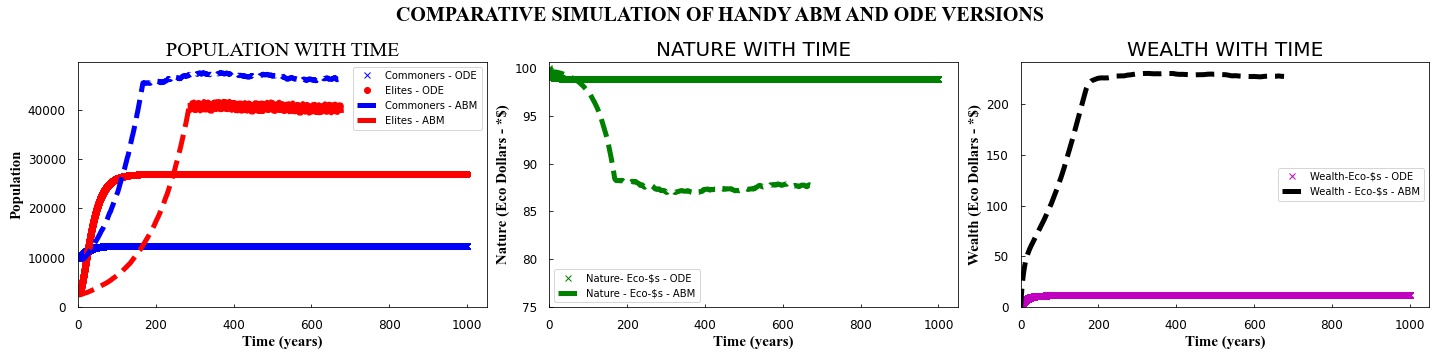 COMPARATIVE SIMULATION OF HANDY ABM AND ODE VERSIONS
POPULATION WITH TIME
Commoners - ODE
Elites - ODE
Commoners - ABM
Elites - ABM
Population
0
10000
20000
30000
40000
0 200 400 600 800 1000
Time (years)
NATURE WITH TIME
Nature (Eco Dollars - *$)
100
95
90
85
80
75
Nature- Eco-$s - ODE
Nature - Eco-$s - ABM
0 200 400 600 800 1000
Time (years)
WEALTH WITH TIME
Wealth (Eco Dollars - *$)
200
150
100
50
0
Wealth-Eco-$s - ODE
Wealth - Eco-$s - ABM
0 200 400 600 800 1000
Time (years)